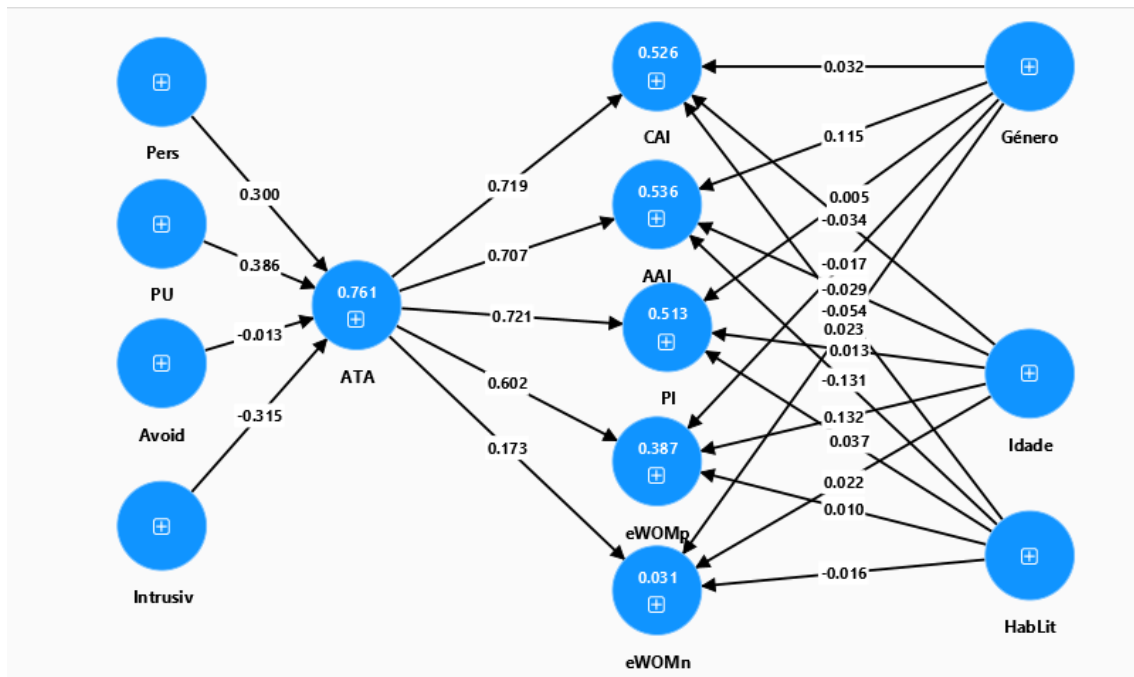 0.526
CAI
0.032
Género
Pers
0.115
0.300
0.719
0.536
0.005
-0.034
PU
0.386
0.707
AAI
-0.017
0.761
-0.029
0.513
-0.054
0.721
0.023
-0.013
0.013
ATA
PI
-0.131
0.602
Idade
Avoid
-0.315
0.132
0.387
0.037
0.173
0.022
0.010
eWOMp
Intrusiv
0.031
-0.016
HabLit
eWOMn